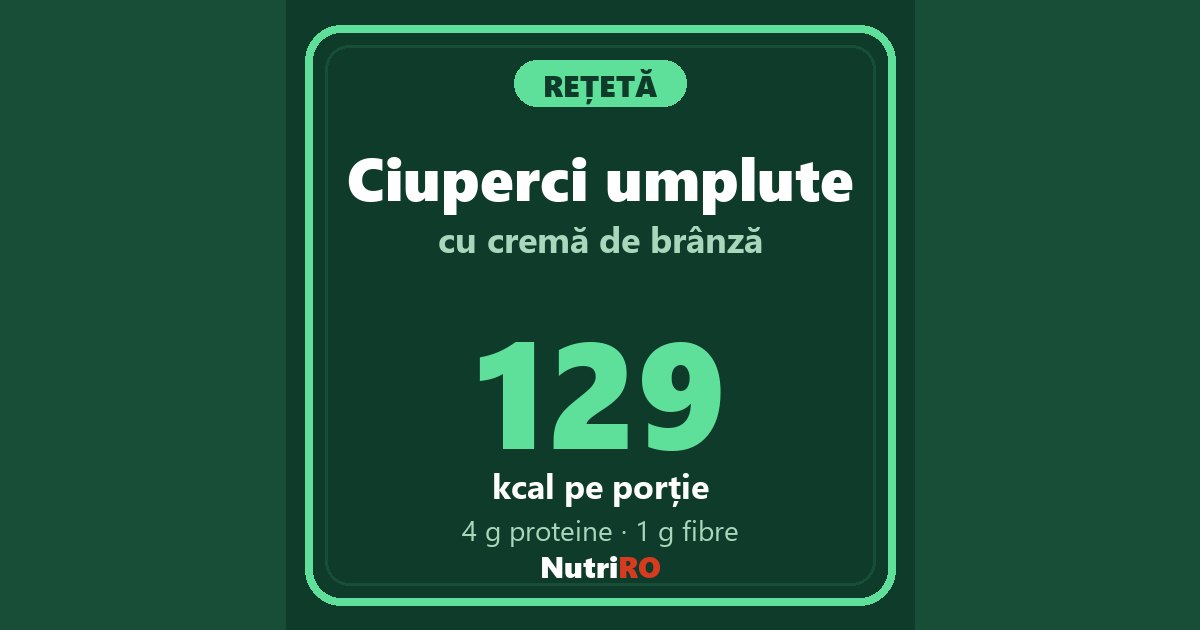 REȚETĂ
Ciuperci umplute
cu cremă de brânză
129
kcal pe porție
4 g proteine · 1 g fibre
NutriRO